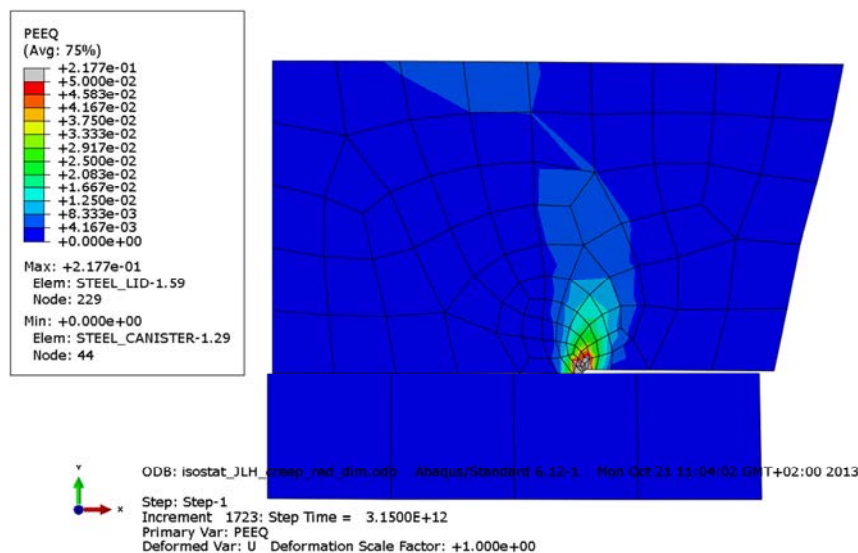 PEEQ
(Avg: 75%)
+2.177e-01
+5.000e-02
+4.583e-02
+4.167e-02
+3.750e-02
+3.333e-02
+2.917e-02
+2.500e-02
+2.083e-02
+1.667e-02
+1.250e-02
+8.333e-03
+4.167e-03
+0.000e+00
Max: +2.177e-01
Elem: STEEL_LID-1.59
Node: 229
Min: +0.000e+00
Elem: STEEL_CANISTER-1.29
Node: 44
ODB: isostat_JLH_creep_red_dim.odb Abaqus/Standard 6.12-1 Mon Oct 21 11:04:02 GMT+02:00 2013
Y
X
Step: Step-1
Increment 1723: Step Time = 3.1500E+12
Primary Var: PEEQ
Deformed Var: U Deformation Scale Factor: +1.000e+00